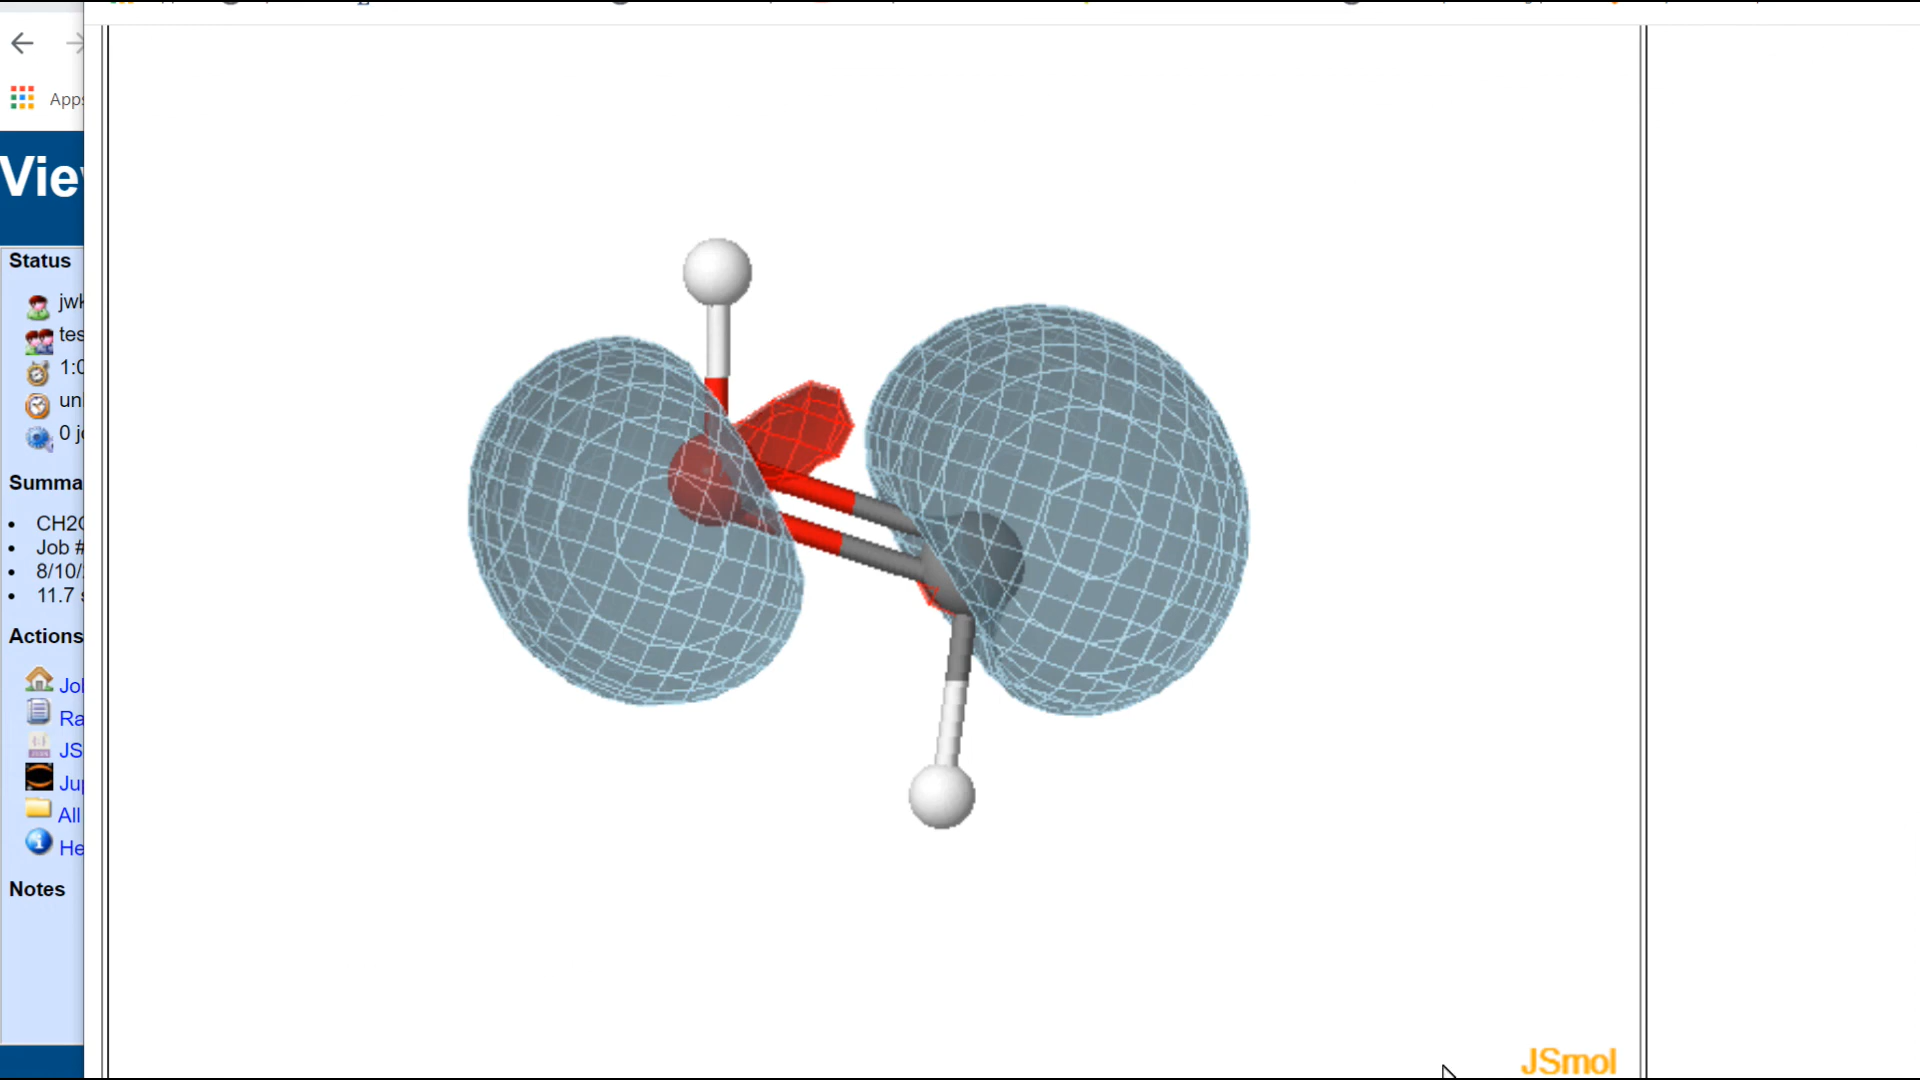 Apps
Vie
Status
jwk
tes
1:0
un
0 j
Summa
CH2
Job #
8/10/
11.7 s
Actions
Jo
Ra
JS
Ju
All
He
Notes
JSmol